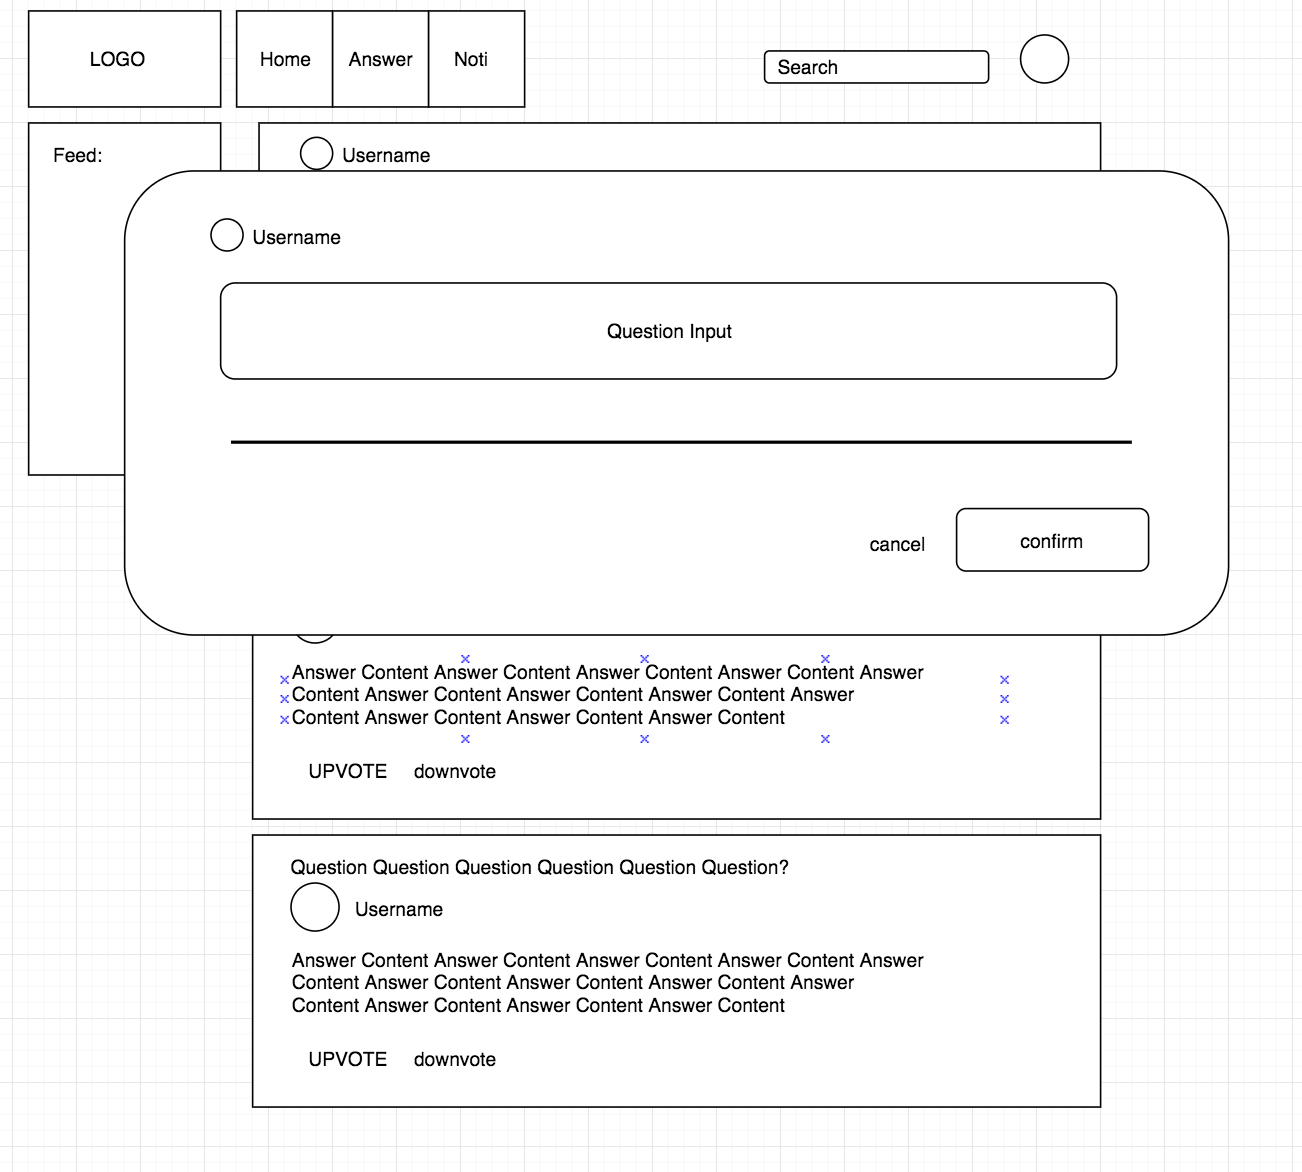 LOGO
Home
Answer
Noti
Search
Feed:
Username
Username
Question Input
cancel
confirm
Answer Content Answer Content Answer Content Answer Content Answer
Content Answer Content Answer Content Answer Content Answer
Content Answer Content Answer Content Answer Content
UPVOTE
downvote
Question Question Question Question Question Question?
Username
Answer Content Answer Content Answer Content Answer Content Answer
Content Answer Content Answer Content Answer Content Answer
Content Answer Content Answer Content Answer Content
UPVOTE
downvote